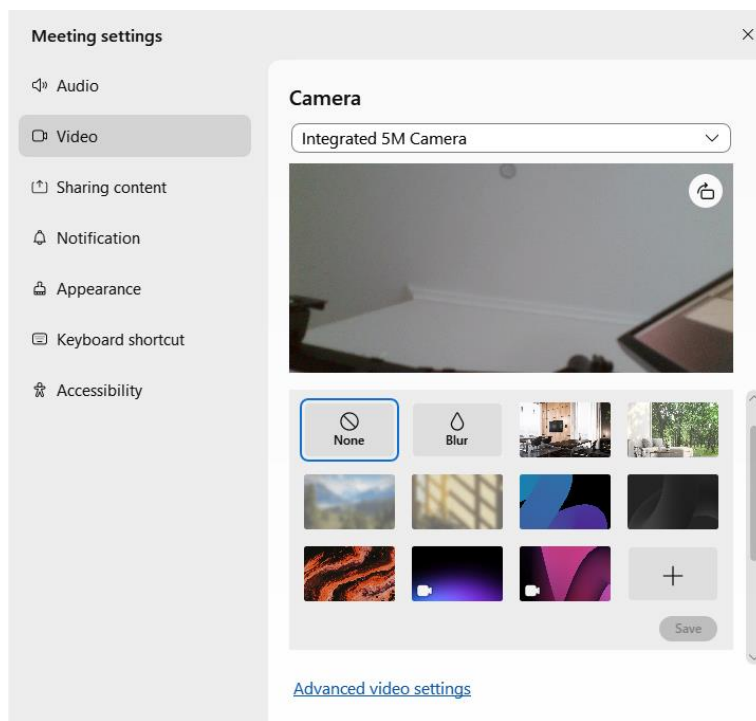 Meeting settings
Audio
Video
Sharing content
Notification
Appearance
Keyboard shortcut
Accessibility
Camera
Integrated 5M Camera
None
Blur
Save
Advanced video settings